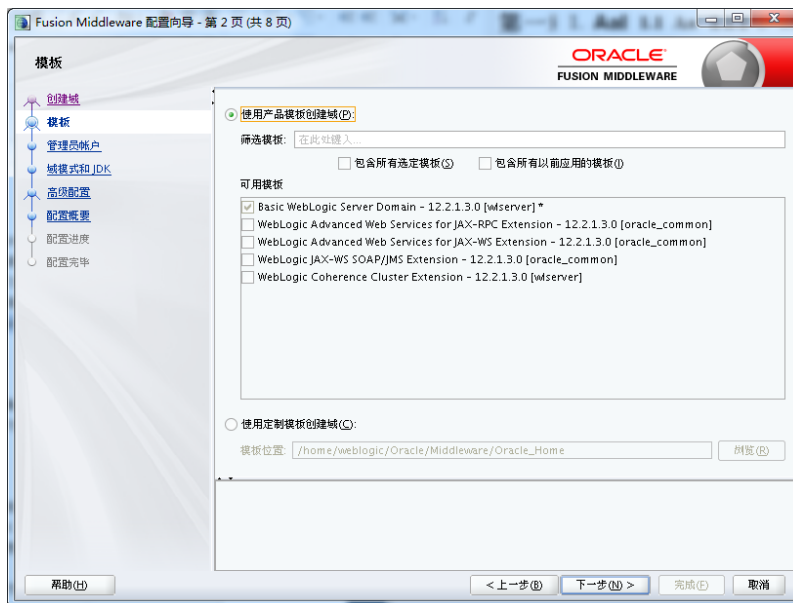 Fusion Middleware 配置向导 - 第 2 页 (共 8 页)
模板
ORACLE
FUSION MIDDLEWARE
创建域
模板
管理员帐户
域模式和 JDK
高级配置
配置概要
配置进度
配置完毕
使用产品模板创建域(P):
筛选模板: 在此处键入...
包含所有选定模板(S) 包含所有以前应用的模板(I)
可用模板
Basic WebLogic Server Domain - 12.2.1.3.0 [wlserver] *
WebLogic Advanced Web Services for JAX-RPC Extension - 12.2.1.3.0 [oracle_common]
WebLogic Advanced Web Services for JAX-WS Extension - 12.2.1.3.0 [oracle_common]
WebLogic JAX-WS SOAP/JMS Extension - 12.2.1.3.0 [oracle_common]
WebLogic Coherence Cluster Extension - 12.2.1.3.0 [wlserver]
使用定制模板创建域(C):
模板位置: /home/weblogic/Oracle/Middleware/Oracle_Home 浏览(R)
帮助(H) < 上一步(B) 下一步(N) > 完成(F) 取消